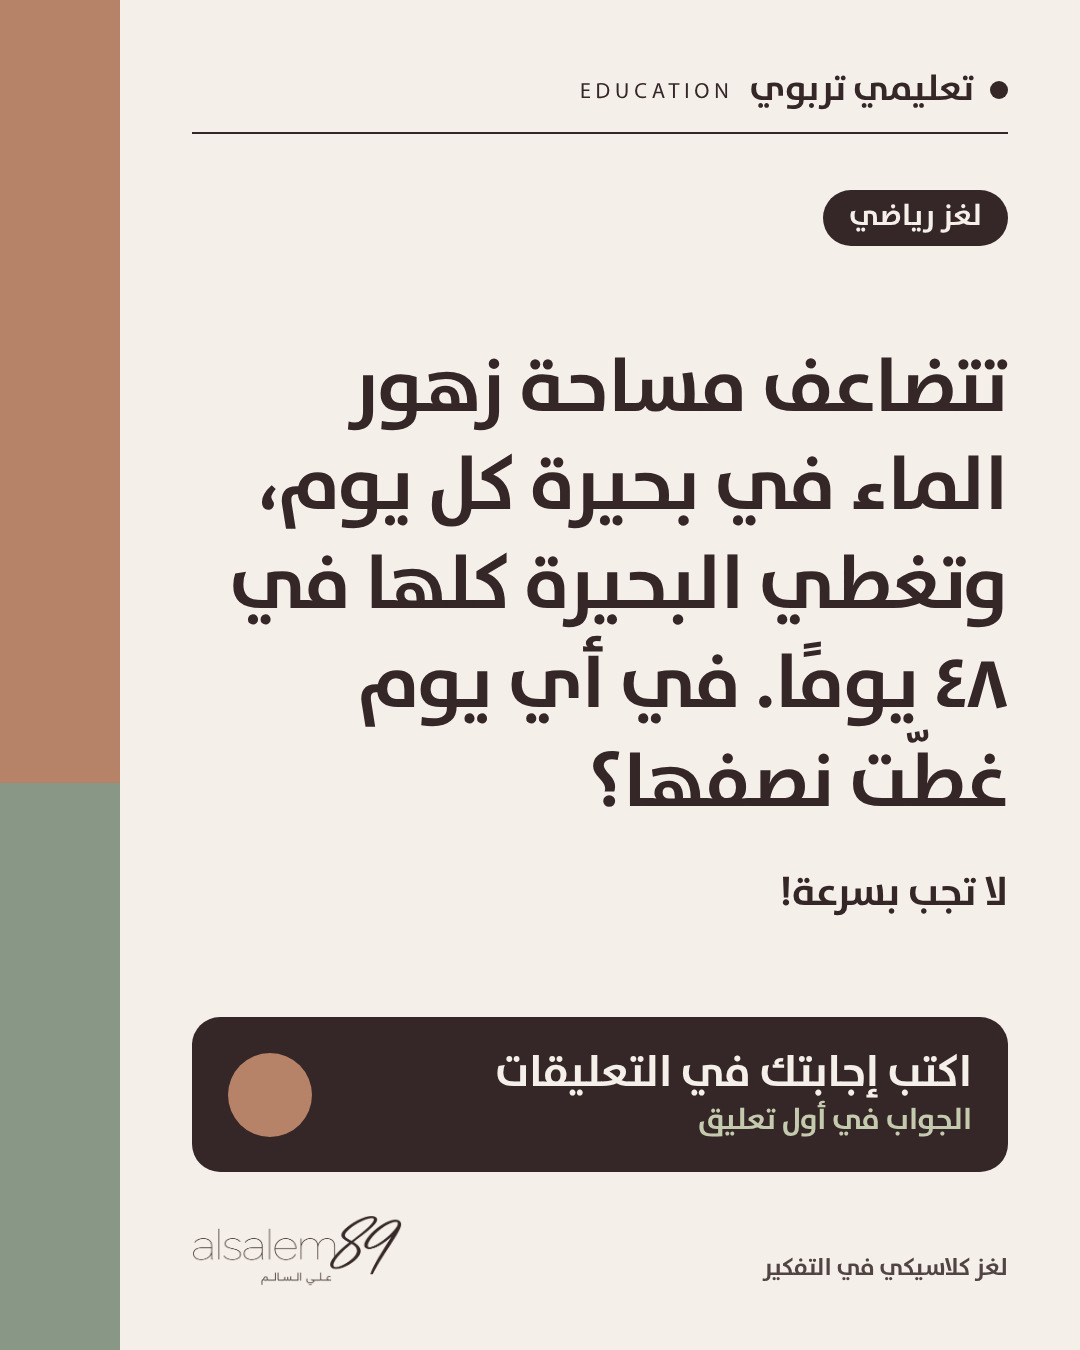 تعليمي تربوي EDUCATION
لغز رياضي
تتضاعف مساحة زهور
الماء في بحيرة كل يوم،
وتغطي البحيرة كلها في
٤٨ يومًا. في أي يوم
غطّت نصفها؟
لا تجب بسرعة!
اكتب إجابتك في التعليقات
الجواب في أول تعليق
لغز كلاسيكي في التفكير
alsalem89
علي السالم